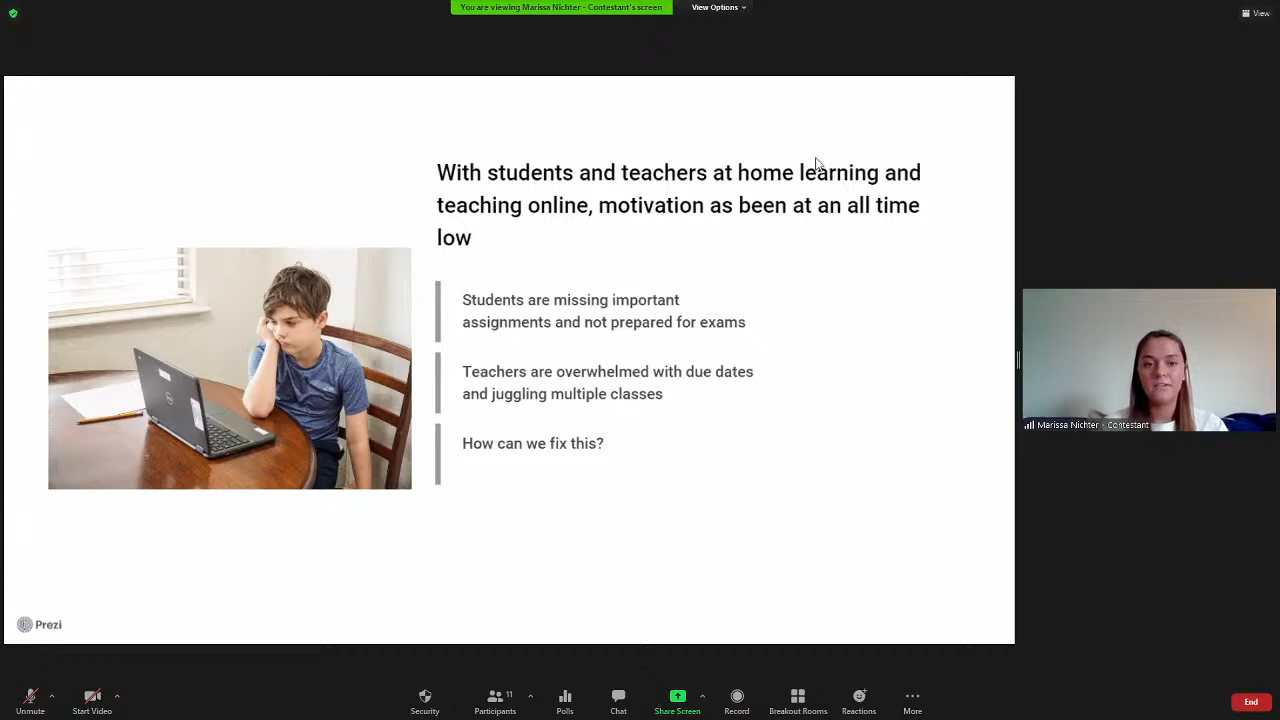 You are viewing Marissa Nichter - Contestant's screen
View Options
View
With students and teachers at home learning and
teaching online, motivation as been at an all time
low
Students are missing important
assignments and not prepared for exams
Teachers are overwhelmed with due dates
and juggling multiple classes
How can we fix this?
Marissa Nichter - Contestant
Prezi
Unmute
Start Video
Security
Participants
11
Polls
Chat
Share Screen
Record
Breakout Rooms
Reactions
More
End